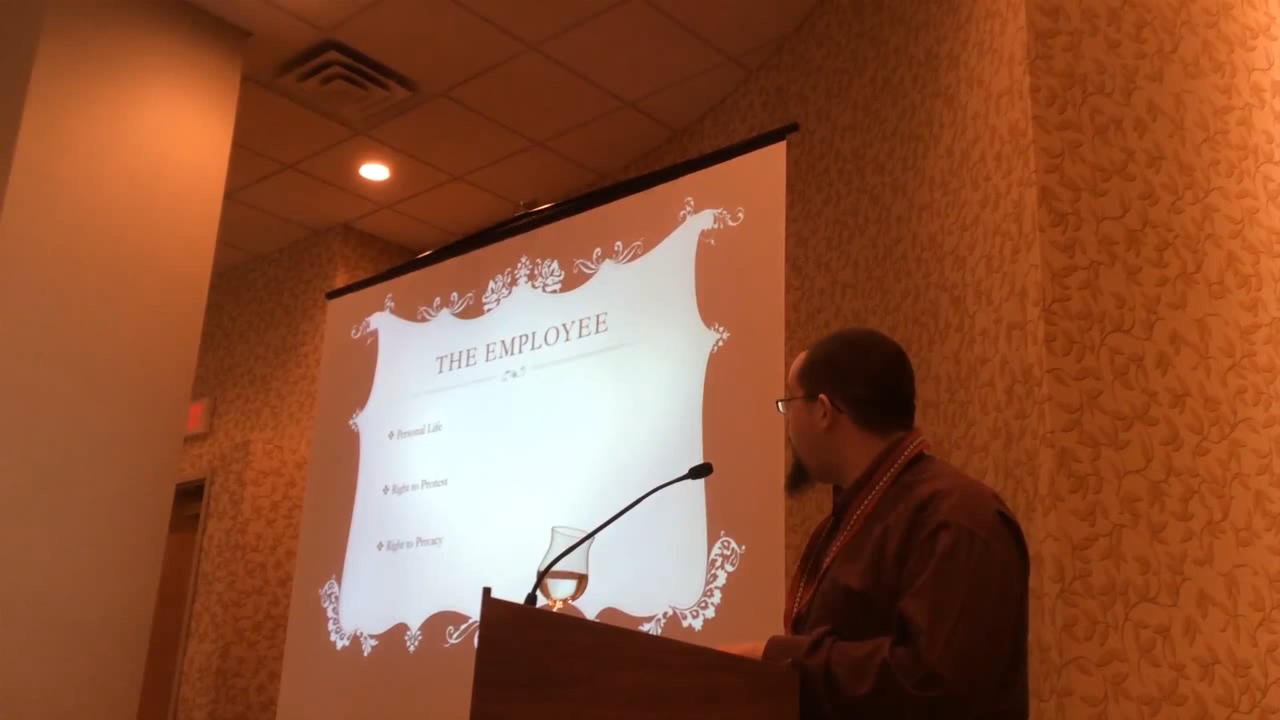 THE EMPLOYEE
❖ Personal Life
❖ Right to Protest
❖ Right to Privacy